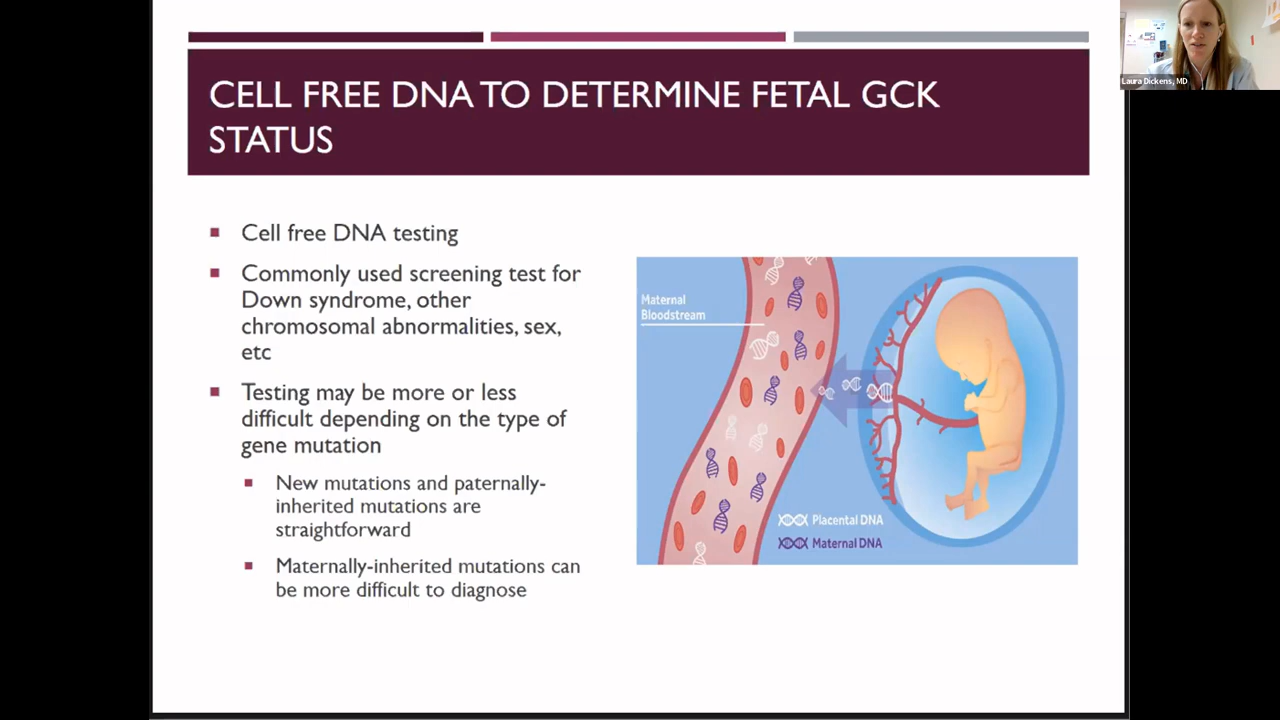 Laura Dickens, MD
CELL FREE DNA TO DETERMINE FETAL GCK
STATUS
Cell free DNA testing
Commonly used screening test for
Down syndrome, other
chromosomal abnormalities, sex,
etc
Testing may be more or less
difficult depending on the type of
gene mutation
New mutations and paternally-
inherited mutations are
straightforward
Maternally-inherited mutations can
be more difficult to diagnose
Maternal
Bloodstream
Placental DNA
Maternal DNA